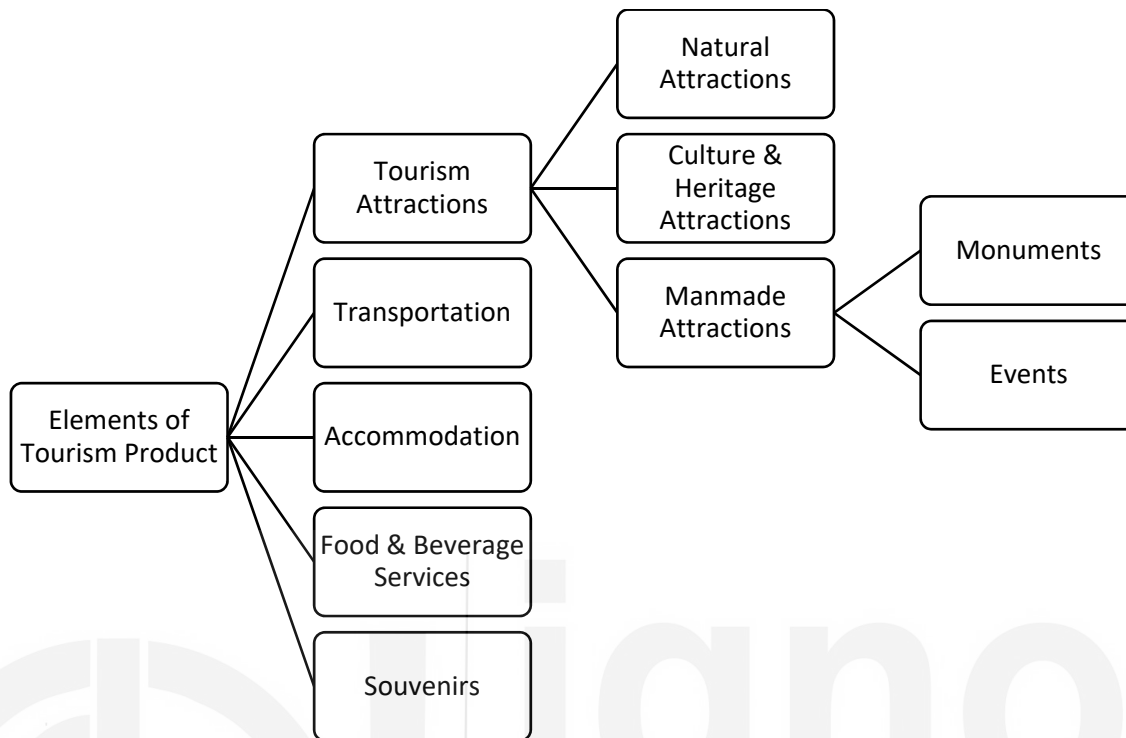 Elements of
Tourism Product
Tourism
Attractions
Transportation
Accommodation
Food & Beverage
Services
Souvenirs
Natural
Attractions
Culture &
Heritage
Attractions
Manmade
Attractions
Monuments
Events
igno